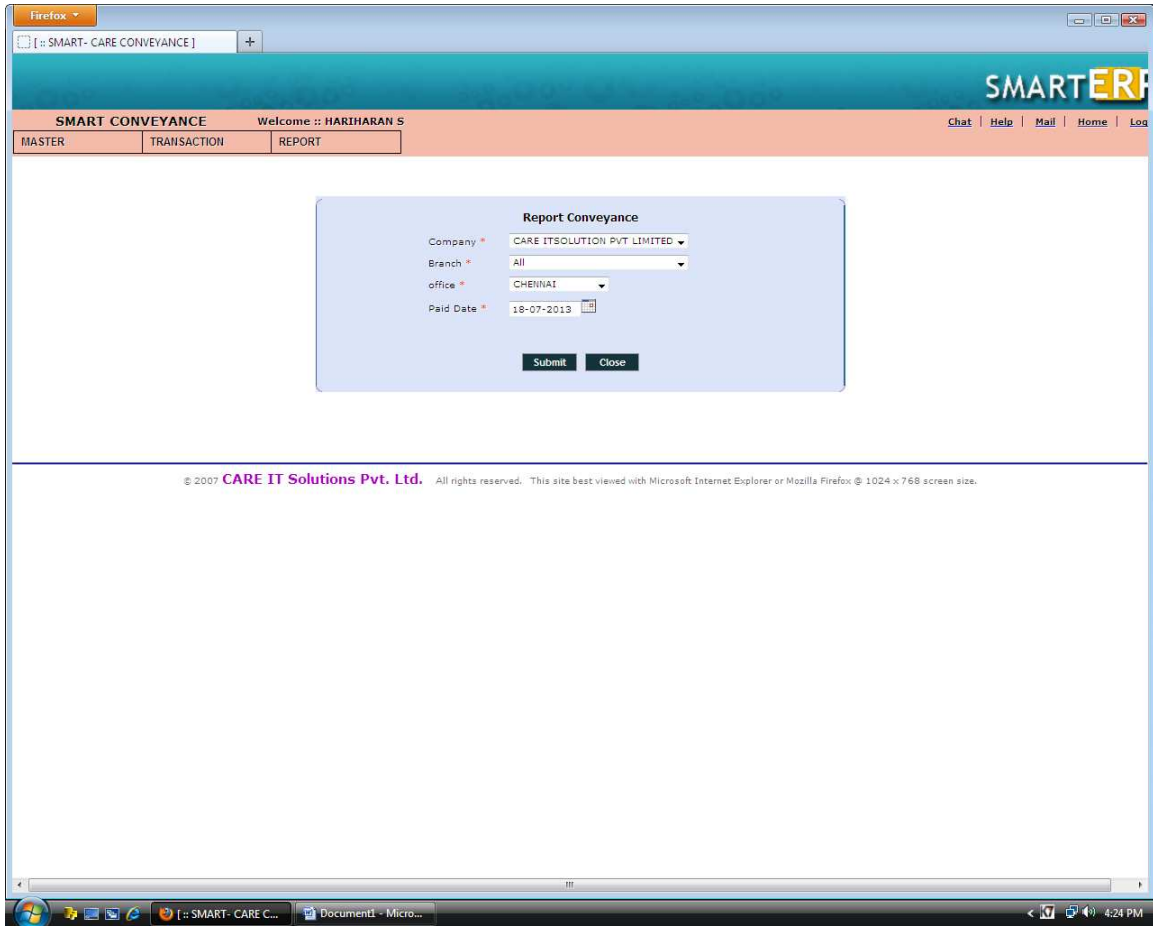 Firefox
[ :: SMART- CARE CONVEYANCE ]
SMARTERP
SMART CONVEYANCE Welcome :: HARIHARAN S Chat | Help | Mail | Home | Log
MASTER TRANSACTION REPORT
Report Conveyance
Company * CARE ITSOLUTION PVT LIMITED
Branch * All
office * CHENNAI
Paid Date * 18-07-2013
Submit Close
© 2007 CARE IT Solutions Pvt. Ltd. All rights reserved. This site best viewed with Microsoft Internet Explorer or Mozilla Firefox @ 1024 x 768 screen size.
[ :: SMART- CARE C... Document1 - Micro... 4:24 PM